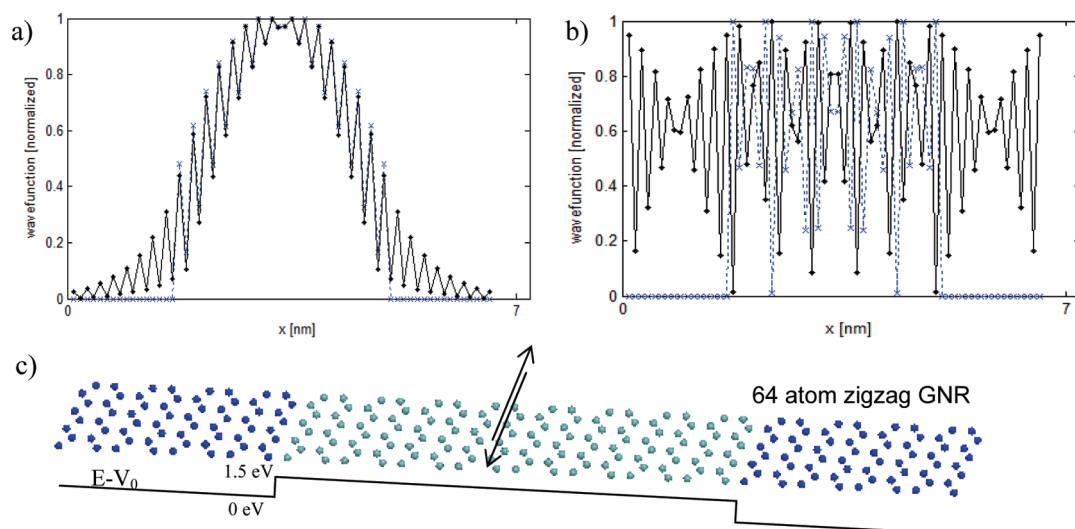 a)
b)
wavefunction [normalized]
1
0.8
0.6
0.4
0.2
0
0
7
x [nm]
wavefunction [normalized]
1
0.8
0.6
0.4
0.2
0
0
7
x [nm]
c)
64 atom zigzag GNR
E-V₀
1.5 eV
0 eV